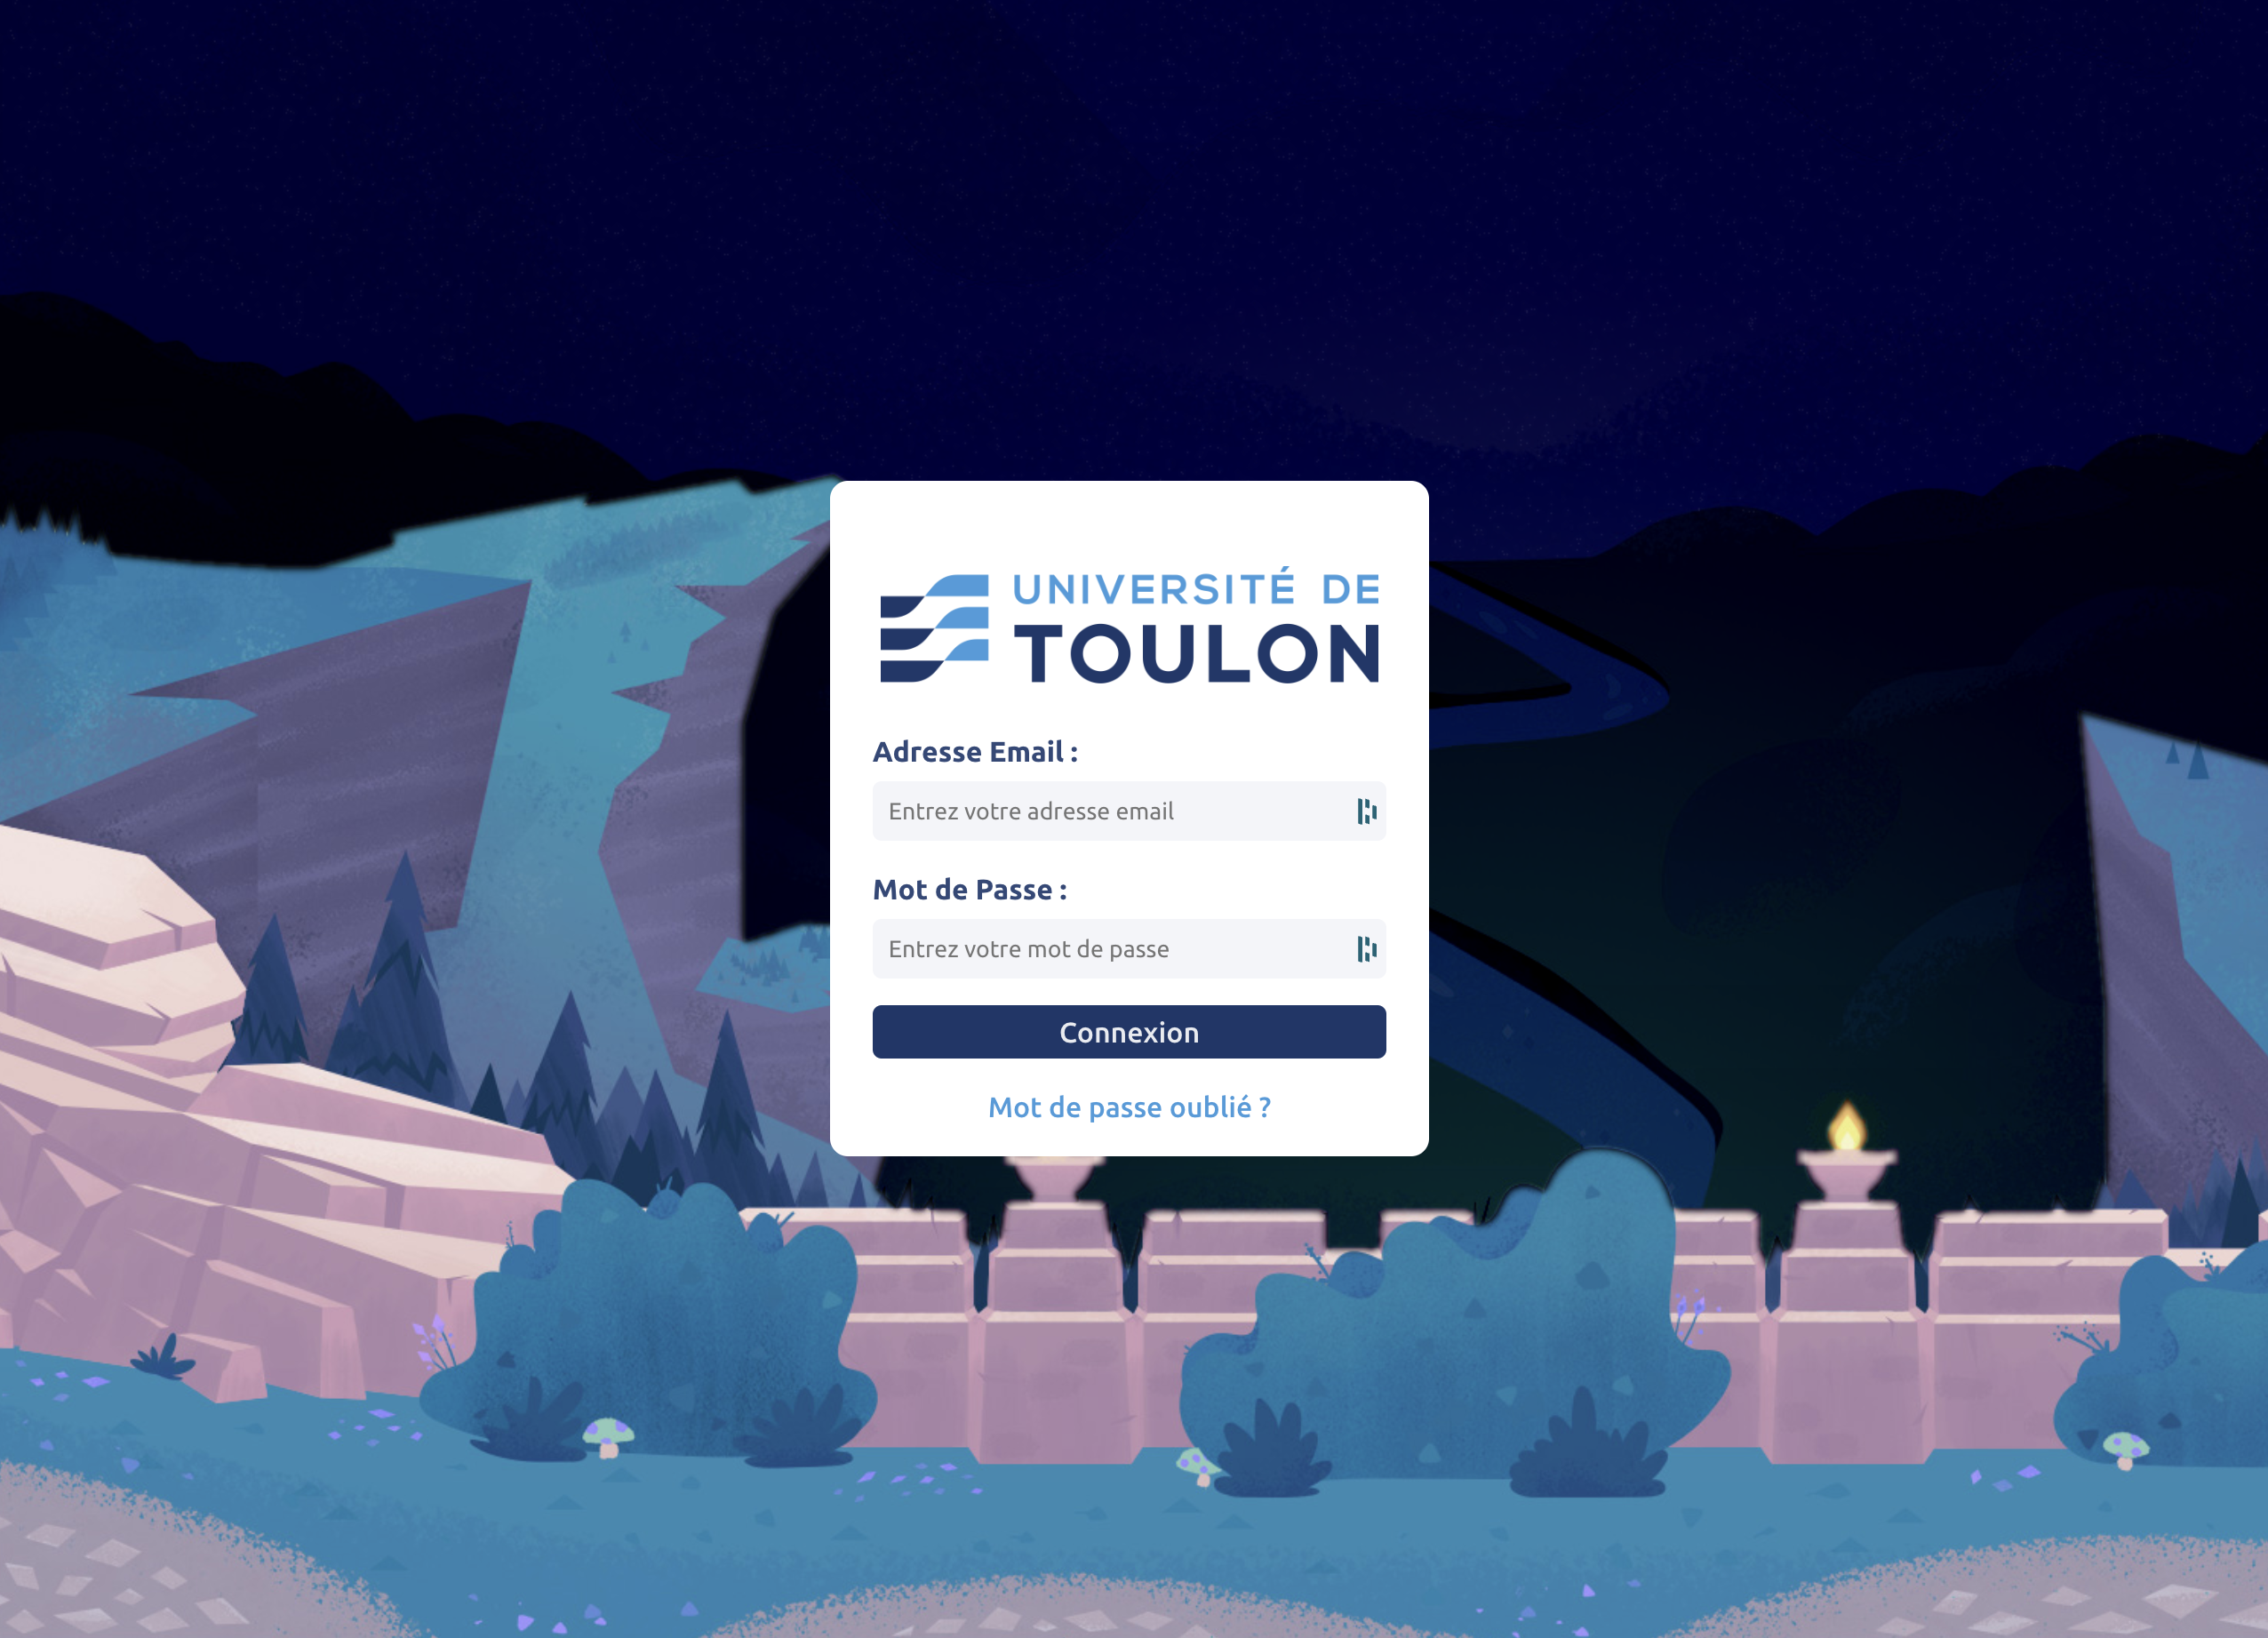 UNIVERSITÉ DE
TOULON
Adresse Email :
Entrez votre adresse email
Mot de Passe :
Entrez votre mot de passe
Connexion
Mot de passe oublié ?